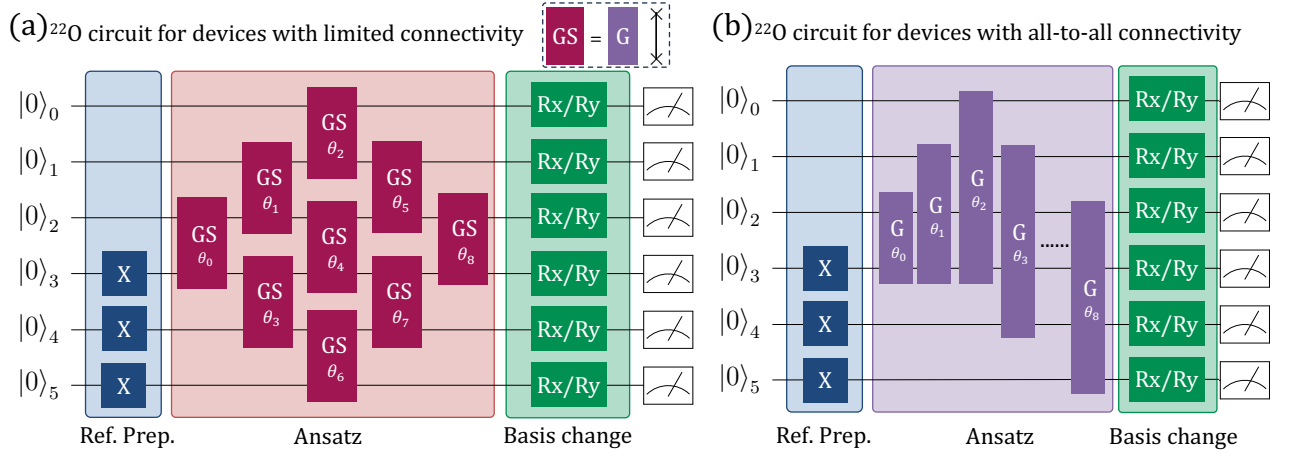 (a) ²²O circuit for devices with limited connectivity
GS = G
|0⟩₀
|0⟩₁
|0⟩₂
|0⟩₃
|0⟩₄
|0⟩₅
X
X
X
GS
θ₀
GS
θ₁
GS
θ₂
GS
θ₃
GS
θ₄
GS
θ₅
GS
θ₆
GS
θ₇
GS
θ₈
Rx/Ry
Rx/Ry
Rx/Ry
Rx/Ry
Rx/Ry
Rx/Ry
Ref. Prep.
Ansatz
Basis change
(b) ²²O circuit for devices with all-to-all connectivity
|0⟩₀
|0⟩₁
|0⟩₂
|0⟩₃
|0⟩₄
|0⟩₅
X
X
X
G
θ₀
G
θ₁
G
θ₂
G
θ₃
......
G
θ₈
Rx/Ry
Rx/Ry
Rx/Ry
Rx/Ry
Rx/Ry
Rx/Ry
Ref. Prep.
Ansatz
Basis change